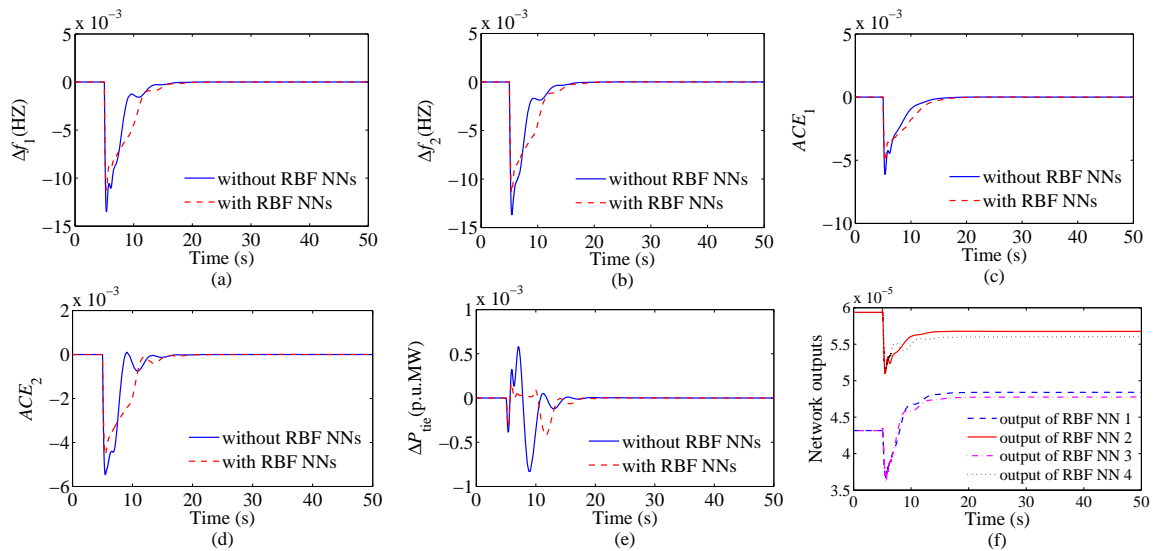 x 10⁻³
5
0
−5
−10
−15
0 10 20 30 40 50
Δf₁(HZ)
without RBF NNs
with RBF NNs
Time (s)
(a)
x 10⁻³
5
0
−5
−10
−15
0 10 20 30 40 50
Δf₂(HZ)
without RBF NNs
with RBF NNs
Time (s)
(b)
x 10⁻³
5
0
−5
−10
0 10 20 30 40 50
ACE₁
without RBF NNs
with RBF NNs
Time (s)
(c)
x 10⁻³
2
0
−2
−4
−6
0 10 20 30 40 50
ACE₂
without RBF NNs
with RBF NNs
Time (s)
(d)
x 10⁻³
1
0.5
0
−0.5
−1
0 10 20 30 40 50
ΔP_tie(p.u.MW)
without RBF NNs
with RBF NNs
Time (s)
(e)
x 10⁻⁵
6
5.5
5
4.5
4
3.5
0 10 20 30 40 50
Network outputs
output of RBF NN 1
output of RBF NN 2
output of RBF NN 3
output of RBF NN 4
Time (s)
(f)